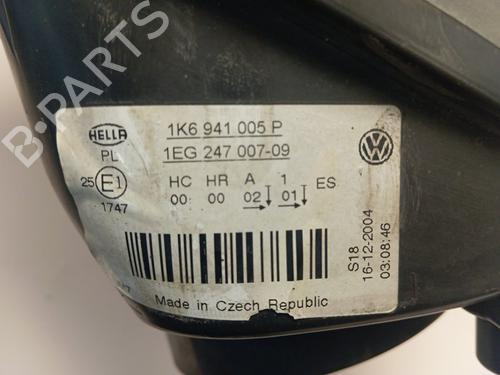 B-PARTS
HELLA
1K6 941 005 P
1EG 247 007-09
PL
25 E1
1747
HC HR A 1 ES
00 00 02 01
S18
16-12-2004
03:08:46
Made in Czech Republic